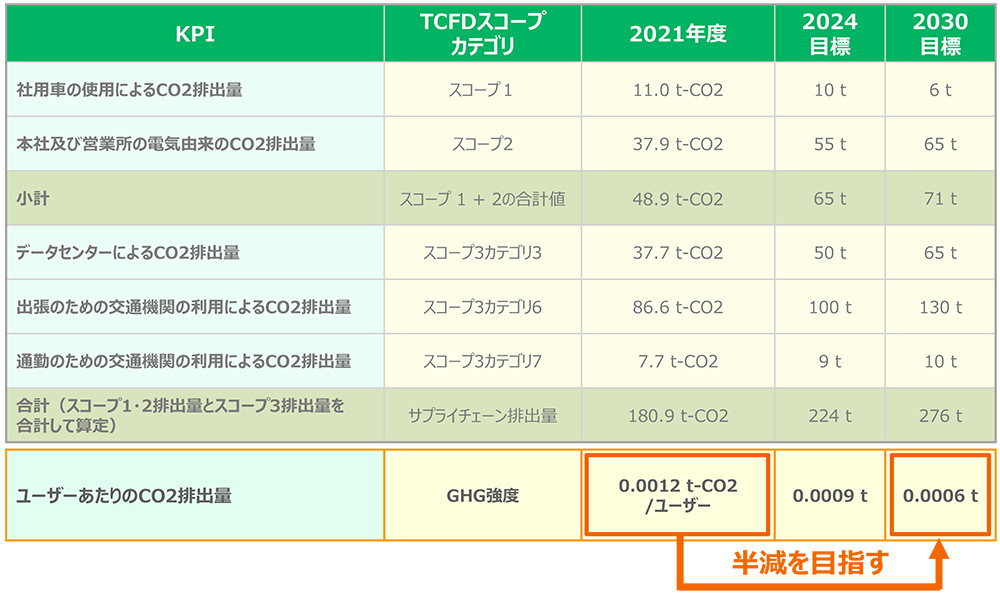 KPI
TCFDスコープ
カテゴリ
2021年度
2024
目標
2030
目標
社用車の使用によるCO2排出量
スコープ 1
11.0 t-CO2
10 t
6 t
本社及び営業所の電気由来のCO2排出量
スコープ2
37.9 t-CO2
55 t
65 t
小計
スコープ 1 + 2の合計値
48.9 t-CO2
65 t
71 t
データセンターによるCO2排出量
スコープ3カテゴリ3
37.7 t-CO2
50 t
65 t
出張のための交通機関の利用によるCO2排出量
スコープ3カテゴリ6
86.6 t-CO2
100 t
130 t
通勤のための交通機関の利用によるCO2排出量
スコープ3カテゴリ7
7.7 t-CO2
9 t
10 t
合計（スコープ1･2排出量とスコープ3排出量を
合計して算定）
サプライチェーン排出量
180.9 t-CO2
224 t
276 t
ユーザーあたりのCO2排出量
GHG強度
0.0012 t-CO2
/ユーザー
0.0009 t
0.0006 t
半減を目指す